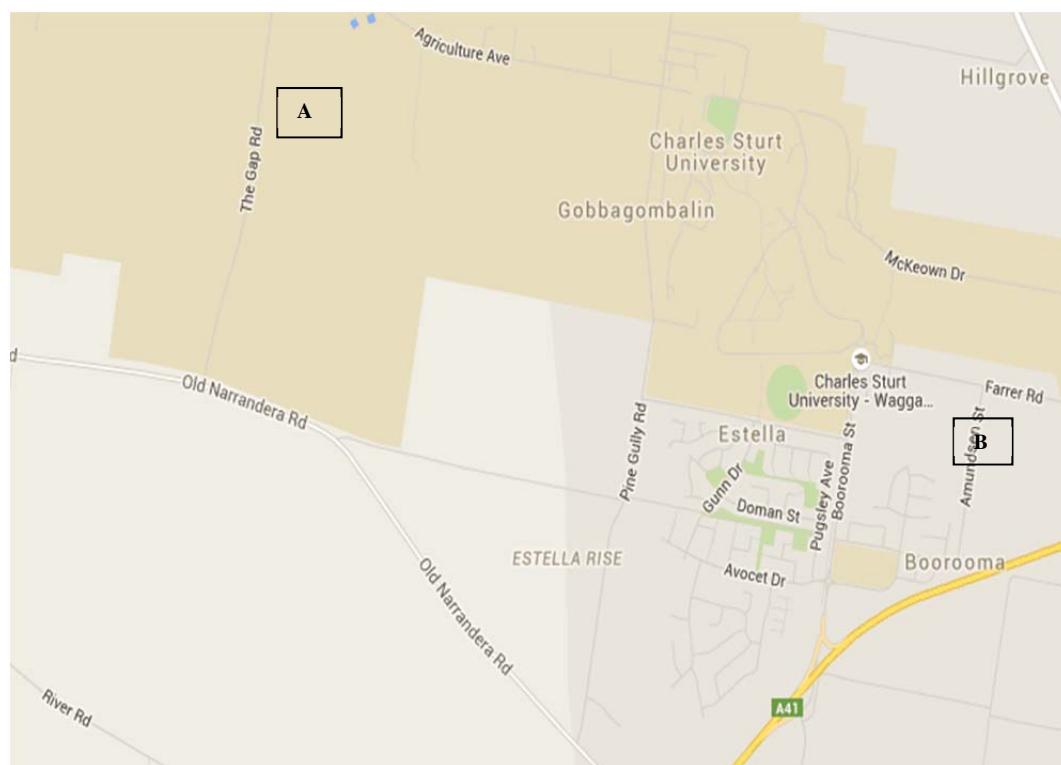 Agriculture Ave
Hillgrove
A
The Gap Rd
Charles Sturt
University
Gobbagombalin
McKeown Dr
d
Old Narrandera Rd
Charles Sturt
University - Wagga...
Farrer Rd
Pine Gully Rd
Estella
Boorooma St
Amundsen St
B
Gunn Dr
Doman St
Pugsley Ave
ESTELLA RISE
Avocet Dr
Boorooma
Old Narrandera Rd
River Rd
A41